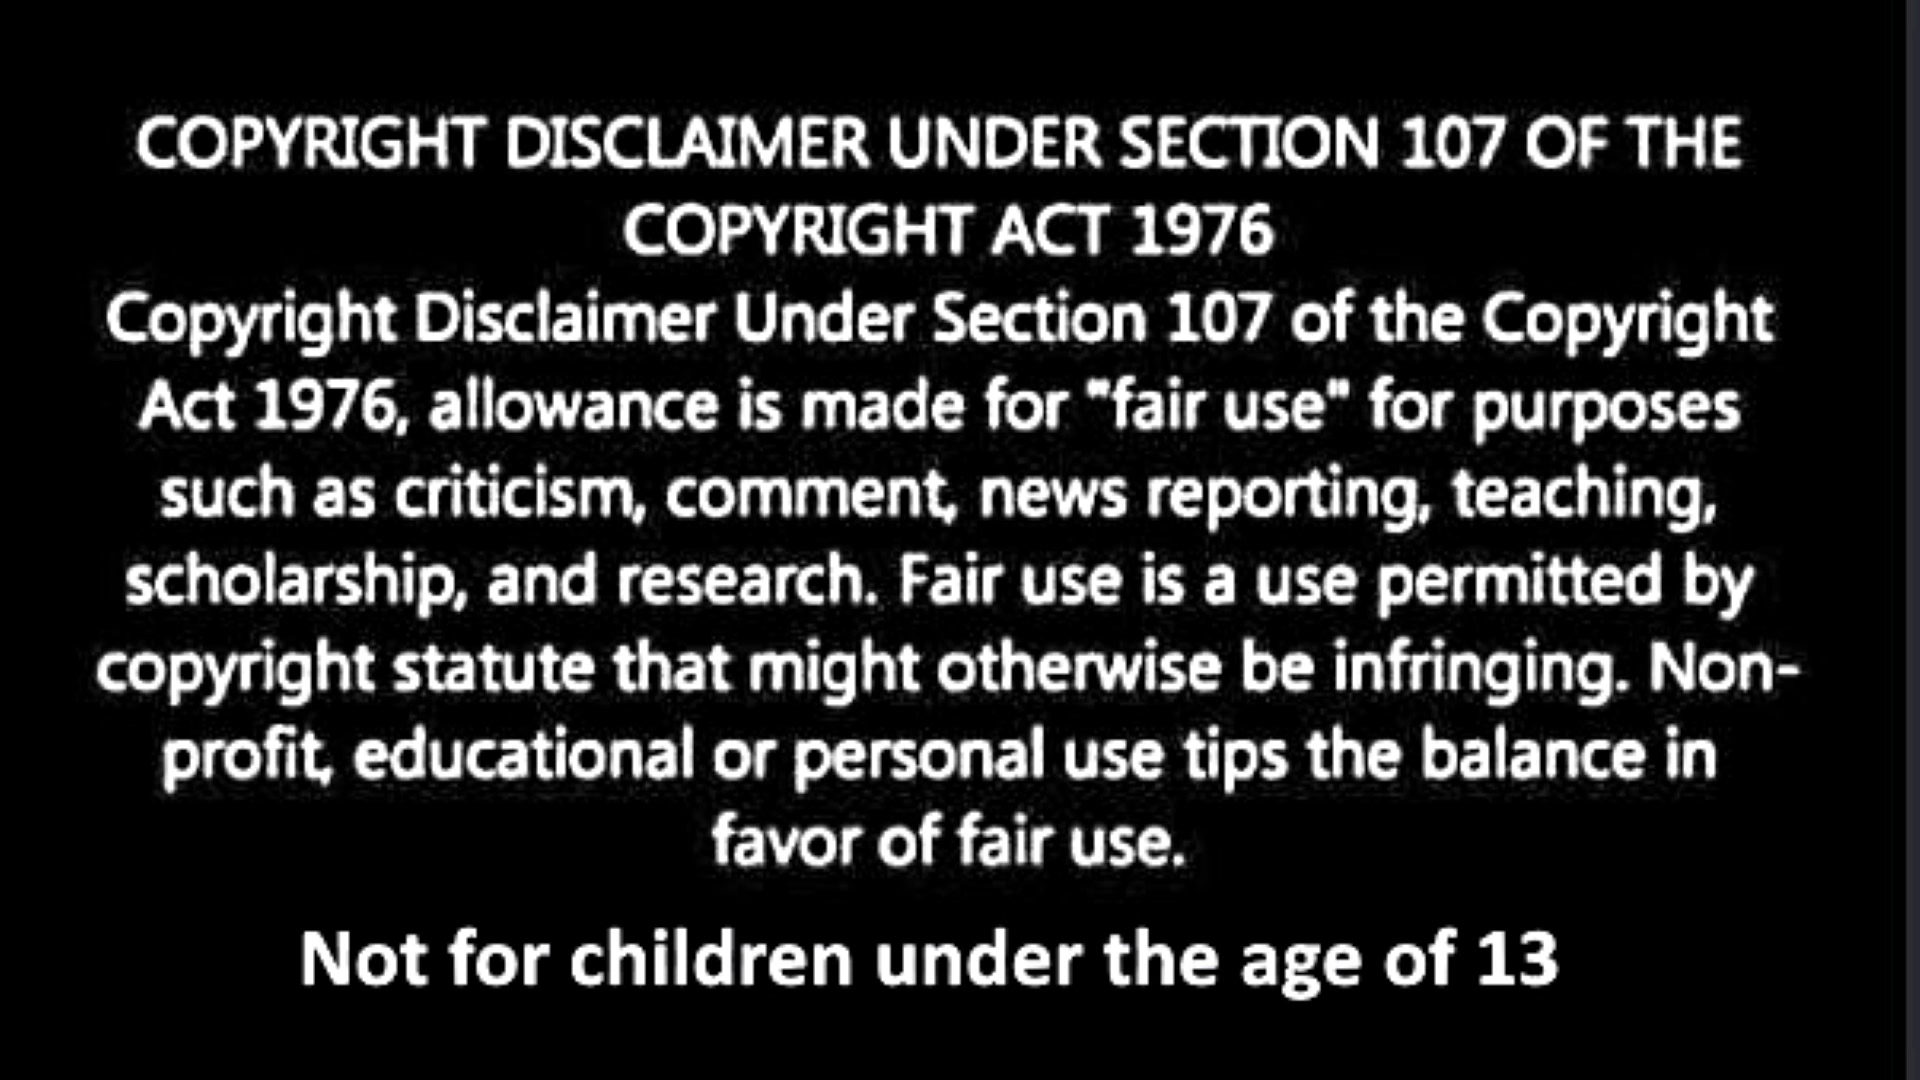 COPYRIGHT DISCLAIMER UNDER SECTION 107 OF THE
COPYRIGHT ACT 1976
Copyright Disclaimer Under Section 107 of the Copyright
Act 1976, allowance is made for "fair use" for purposes
such as criticism, comment, news reporting, teaching,
scholarship, and research. Fair use is a use permitted by
copyright statute that might otherwise be infringing. Non-
profit, educational or personal use tips the balance in
favor of fair use.
Not for children under the age of 13